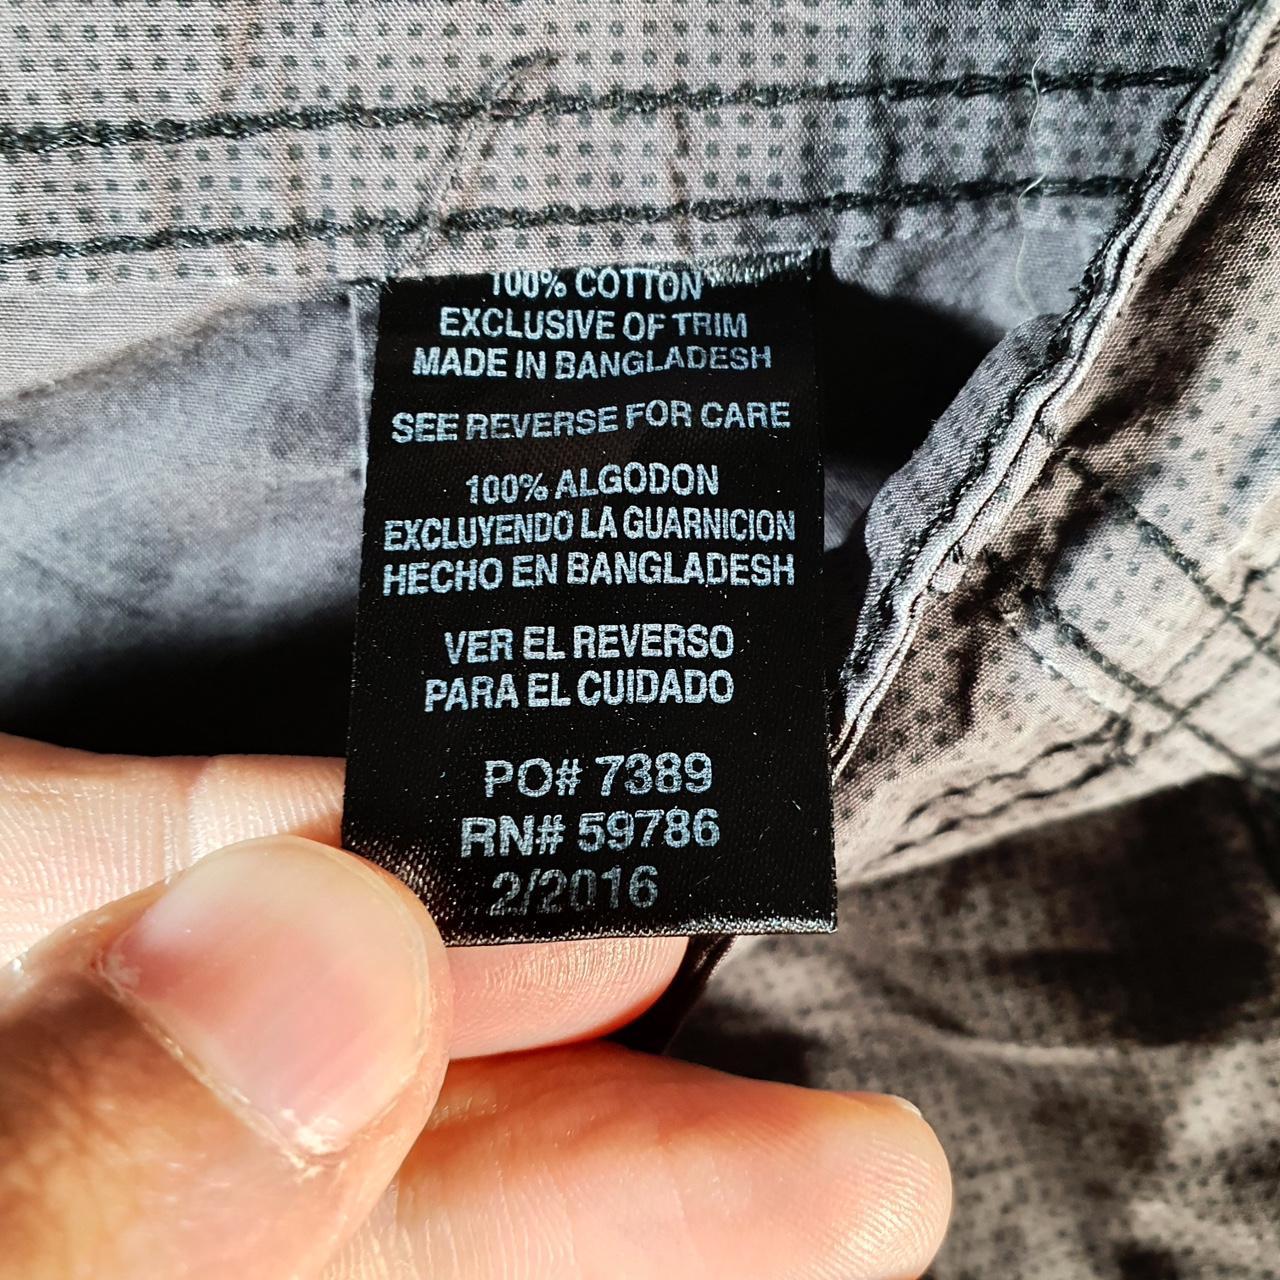 100% COTTON
EXCLUSIVE OF TRIM
MADE IN BANGLADESH
SEE REVERSE FOR CARE
100% ALGODON
EXCLUYENDO LA GUARNICION
HECHO EN BANGLADESH
VER EL REVERSO
PARA EL CUIDADO
PO# 7389
RN# 59786
2/2016